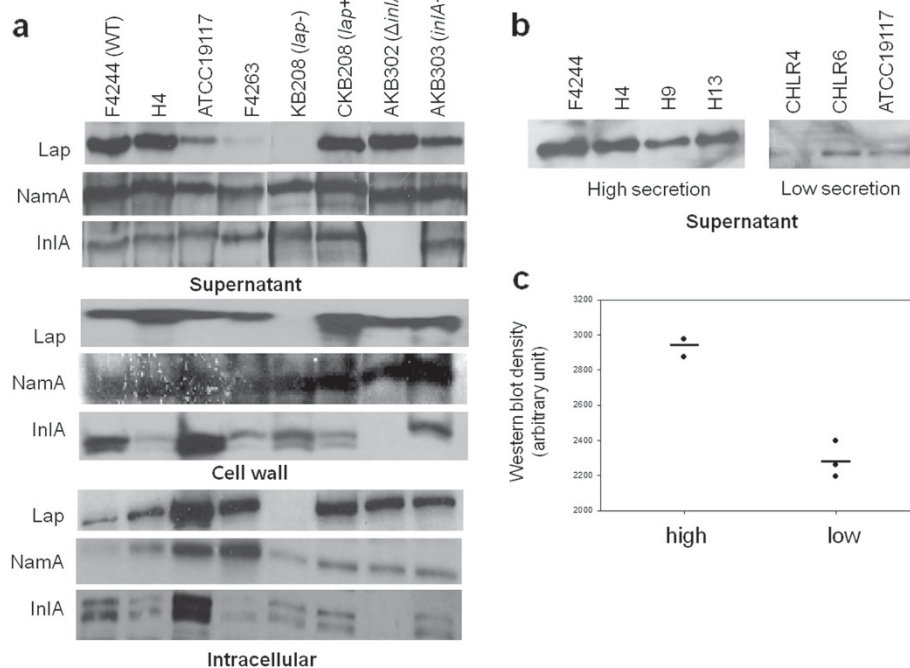 a
F4244 (WT)
H4
ATCC19117
F4263
KB208 (lap-)
CKB208 (lap+
AKB302 (ΔinlA
AKB303 (inlA+
Lap
NamA
InlA
Supernatant
Lap
NamA
InlA
Cell wall
Lap
NamA
InlA
Intracellular
b
F4244
H4
H9
H13
CHLR4
CHLR6
ATCC19117
High secretion
Low secretion
Supernatant
c
Western blot density
(arbitrary unit)
3200
3000
2800
2600
2400
2200
2000
high
low